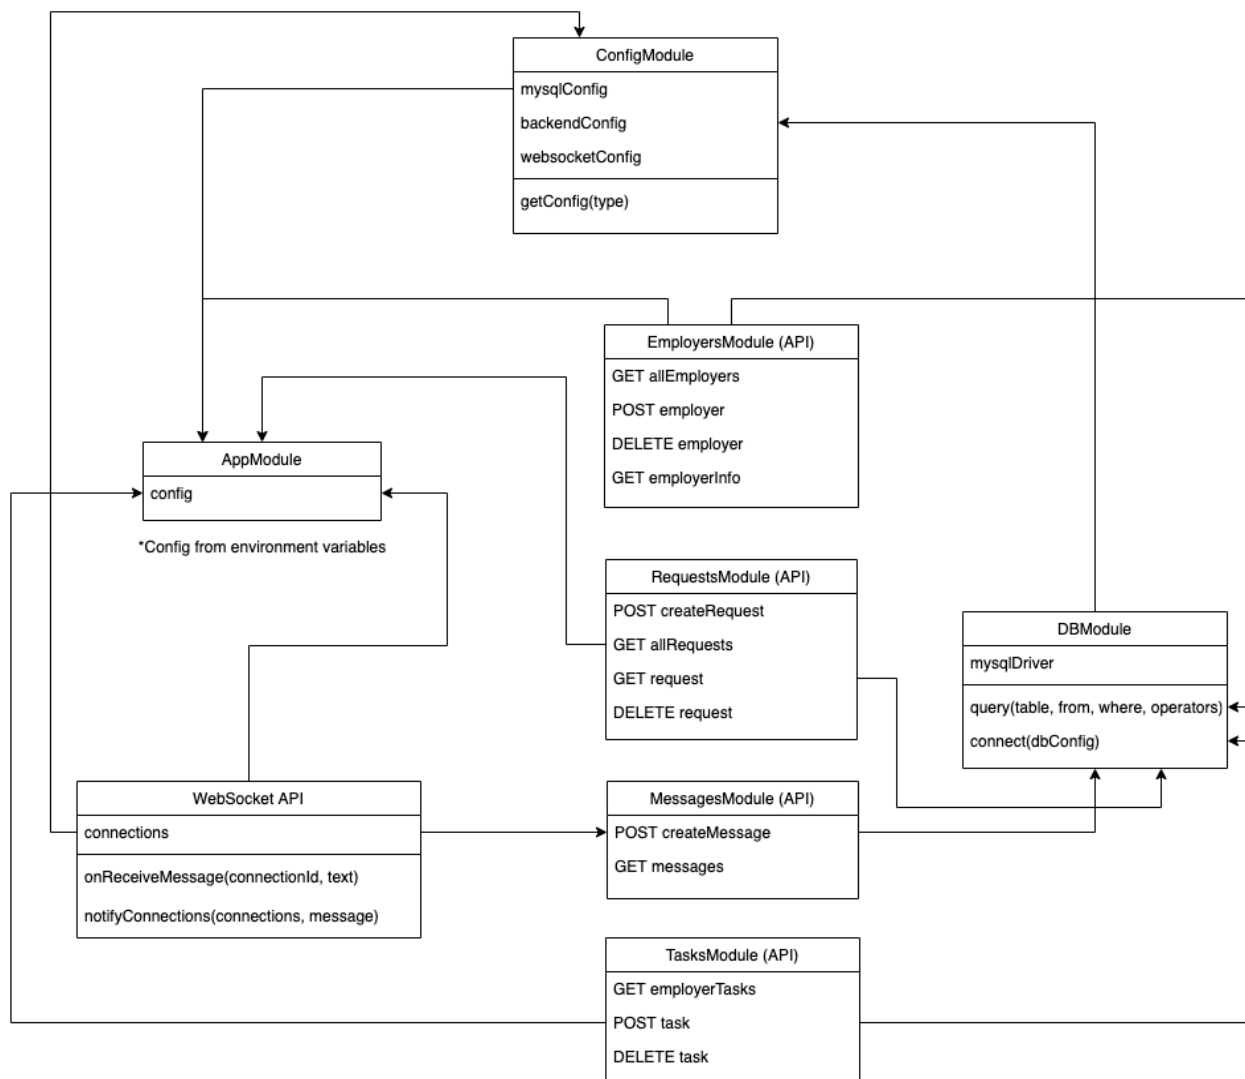 ConfigModule
mysqlConfig
backendConfig
websocketConfig
getConfig(type)
EmployersModule (API)
GET allEmployers
POST employer
DELETE employer
GET employerInfo
AppModule
config
*Config from environment variables
RequestsModule (API)
POST createRequest
GET allRequests
GET request
DELETE request
DBModule
mysqlDriver
query(table, from, where, operators)
connect(dbConfig)
WebSocket API
connections
onReceiveMessage(connectionId, text)
notifyConnections(connections, message)
MessagesModule (API)
POST createMessage
GET messages
TasksModule (API)
GET employerTasks
POST task
DELETE task